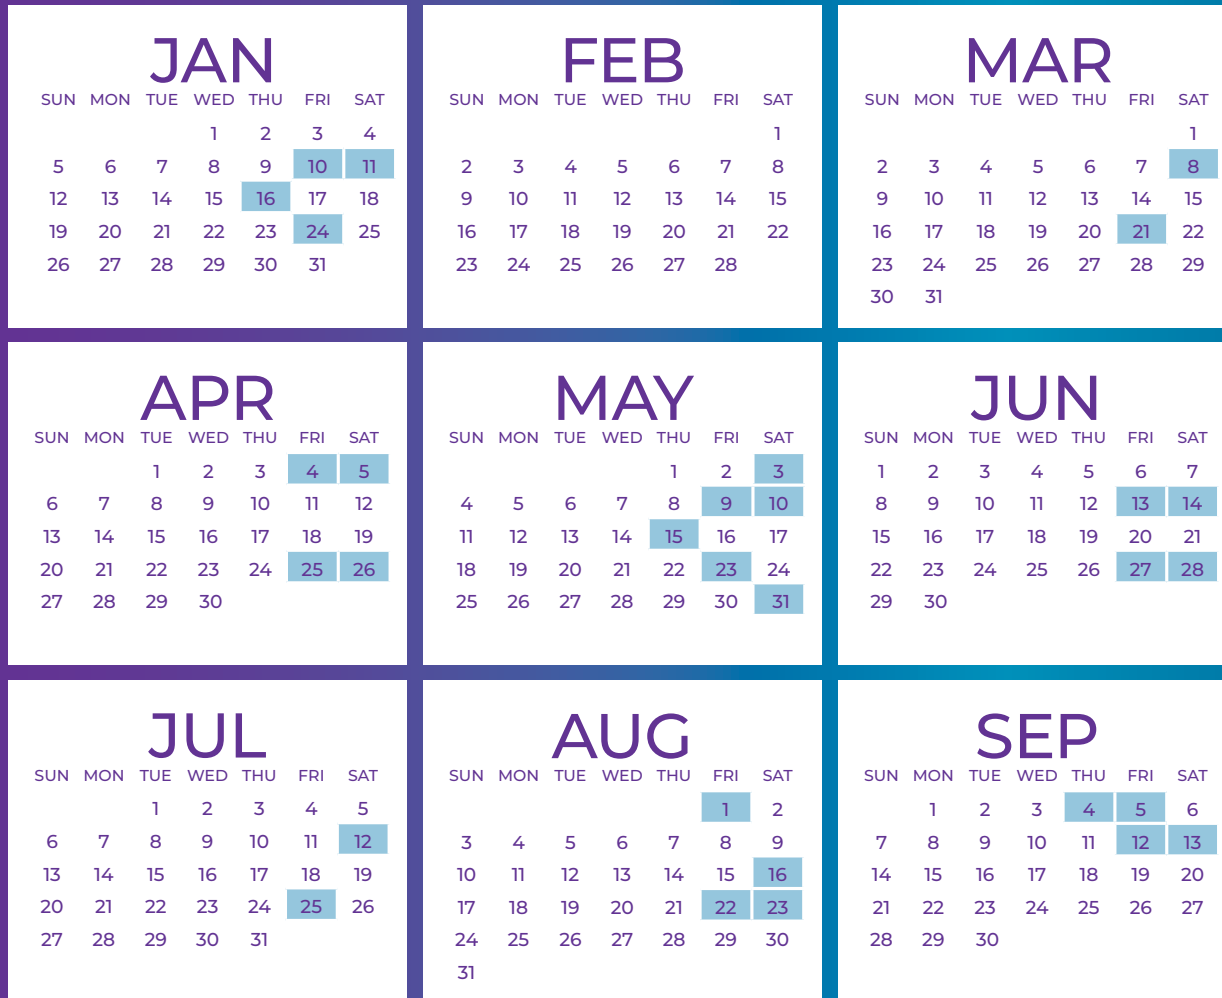 JAN
SUN MON TUE WED THU FRI SAT
1 2 3 4
5 6 7 8 9 10 11
12 13 14 15 16 17 18
19 20 21 22 23 24 25
26 27 28 29 30 31
FEB
SUN MON TUE WED THU FRI SAT
1
2 3 4 5 6 7 8
9 10 11 12 13 14 15
16 17 18 19 20 21 22
23 24 25 26 27 28
MAR
SUN MON TUE WED THU FRI SAT
1
2 3 4 5 6 7 8
9 10 11 12 13 14 15
16 17 18 19 20 21 22
23 24 25 26 27 28 29
30 31
APR
SUN MON TUE WED THU FRI SAT
1 2 3 4 5
6 7 8 9 10 11 12
13 14 15 16 17 18 19
20 21 22 23 24 25 26
27 28 29 30
MAY
SUN MON TUE WED THU FRI SAT
1 2 3
4 5 6 7 8 9 10
11 12 13 14 15 16 17
18 19 20 21 22 23 24
25 26 27 28 29 30 31
JUN
SUN MON TUE WED THU FRI SAT
1 2 3 4 5 6 7
8 9 10 11 12 13 14
15 16 17 18 19 20 21
22 23 24 25 26 27 28
29 30
JUL
SUN MON TUE WED THU FRI SAT
1 2 3 4 5
6 7 8 9 10 11 12
13 14 15 16 17 18 19
20 21 22 23 24 25 26
27 28 29 30 31
AUG
SUN MON TUE WED THU FRI SAT
1 2
3 4 5 6 7 8 9
10 11 12 13 14 15 16
17 18 19 20 21 22 23
24 25 26 27 28 29 30
31
SEP
SUN MON TUE WED THU FRI SAT
1 2 3 4 5 6
7 8 9 10 11 12 13
14 15 16 17 18 19 20
21 22 23 24 25 26 27
28 29 30